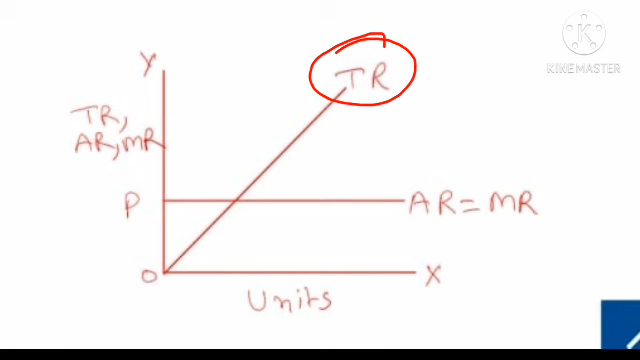 Y
TR
TR,
AR, MR
P
AR = MR
O
X
Units
KINEMASTER